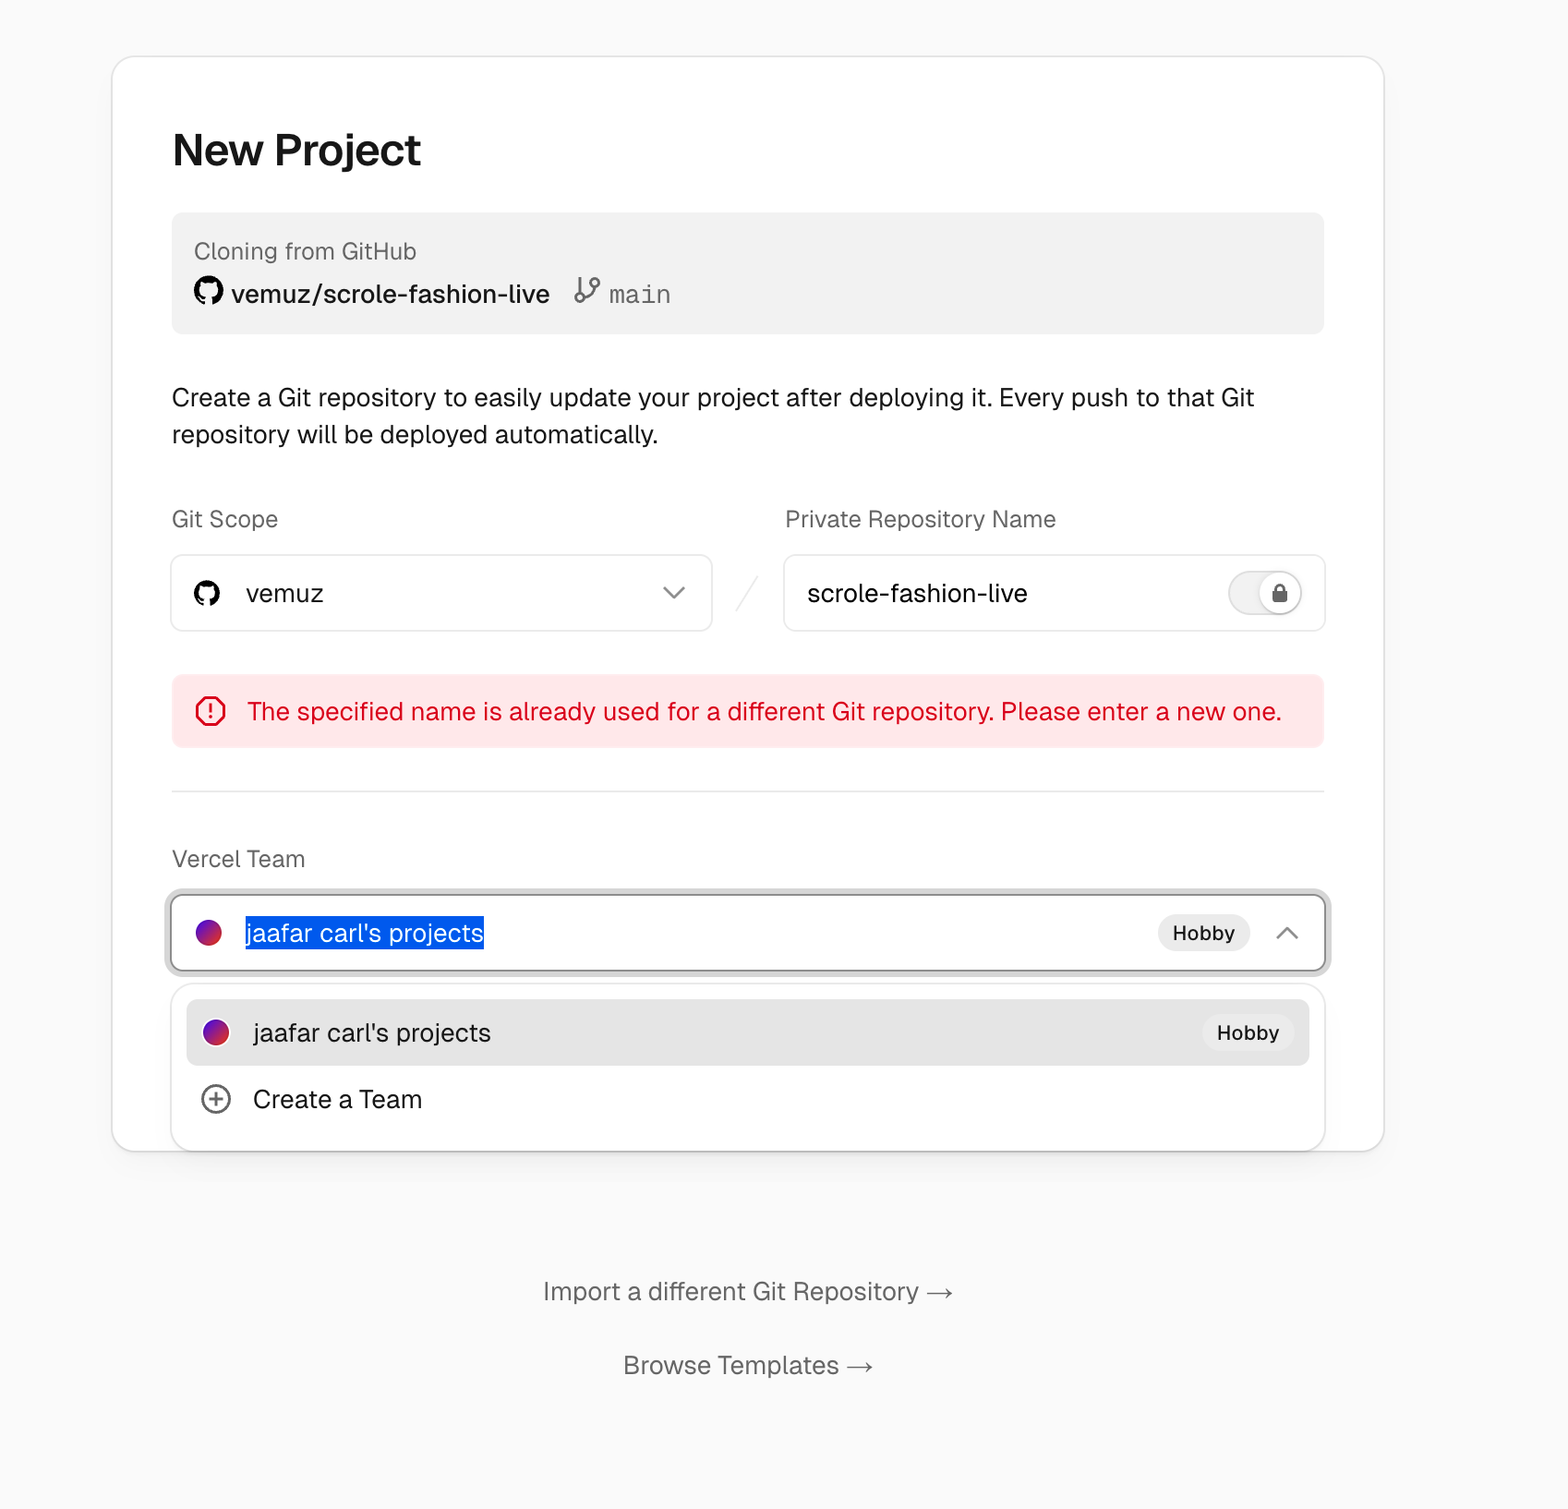 New Project
Cloning from GitHub
vemuz/scrole-fashion-live main
Create a Git repository to easily update your project after deploying it. Every push to that Git
repository will be deployed automatically.
Git Scope
Private Repository Name
vemuz
/
scrole-fashion-live
The specified name is already used for a different Git repository. Please enter a new one.
Vercel Team
jaafar carl's projects Hobby
jaafar carl's projects Hobby
Create a Team
Import a different Git Repository →
Browse Templates →